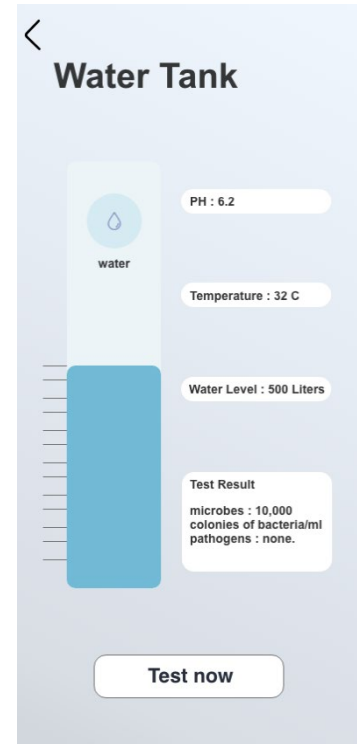 Water Tank
water
PH : 6.2
Temperature : 32 C
Water Level : 500 Liters
Test Result
microbes : 10,000
colonies of bacteria/ml
pathogens : none.
Test now